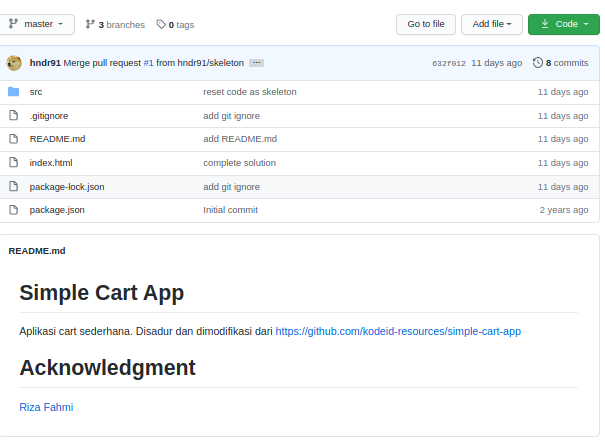 master 3 branches 0 tags Go to file Add file Code
hndr91 Merge pull request #1 from hndr91/skeleton ... 632f012 11 days ago 8 commits
src reset code as skeleton 11 days ago
.gitignore add git ignore 11 days ago
README.md add README.md 11 days ago
index.html complete solution 11 days ago
package-lock.json add git ignore 11 days ago
package.json Initial commit 2 years ago
README.md
Simple Cart App
Aplikasi cart sederhana. Disadur dan dimodifikasi dari https://github.com/kodeid-resources/simple-cart-app
Acknowledgment
Riza Fahmi